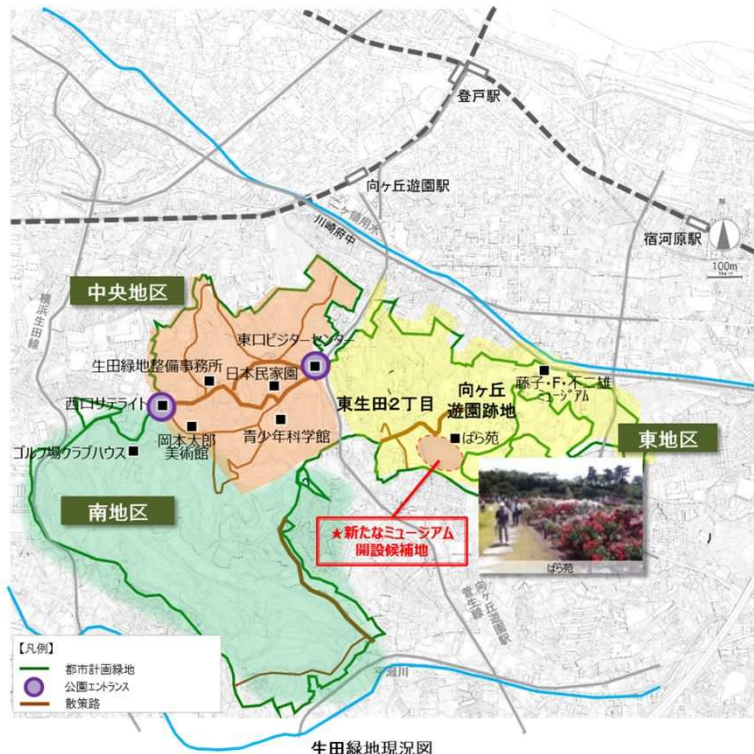 登戸駅
向ヶ丘遊園駅
二ヶ領用水
川崎府中
宿河原駅
100m
中央地区
横浜生田線
東口ビジターセンター
生田緑地整備事務所
日本民家園
西口サテライト
岡本太郎
美術館
青少年科学館
ゴルフ場クラブハウス
東生田2丁目
向ヶ丘
遊園跡地
ばら苑
藤子・F・不二雄
ミュージアム
東地区
南地区
★新たなミュージアム
開設候補地
ばら苑
向ヶ丘遊園駅
菅生線
平瀬川
【凡例】
都市計画緑地
公園エントランス
散策路
生田緑地現況図